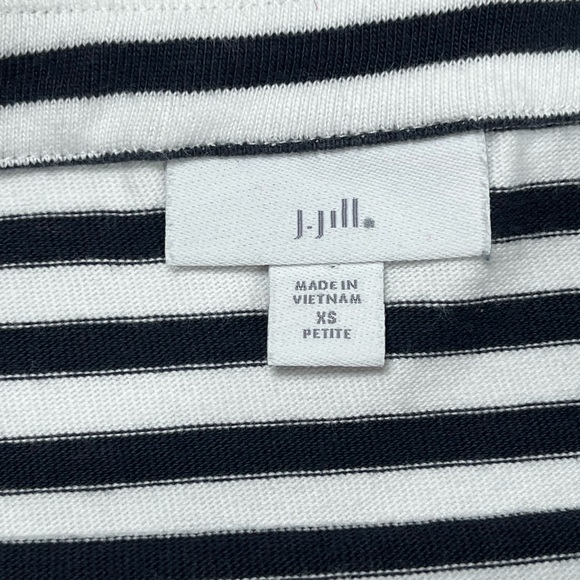 J.Jill.
MADE IN
VIETNAM
XS
PETITE